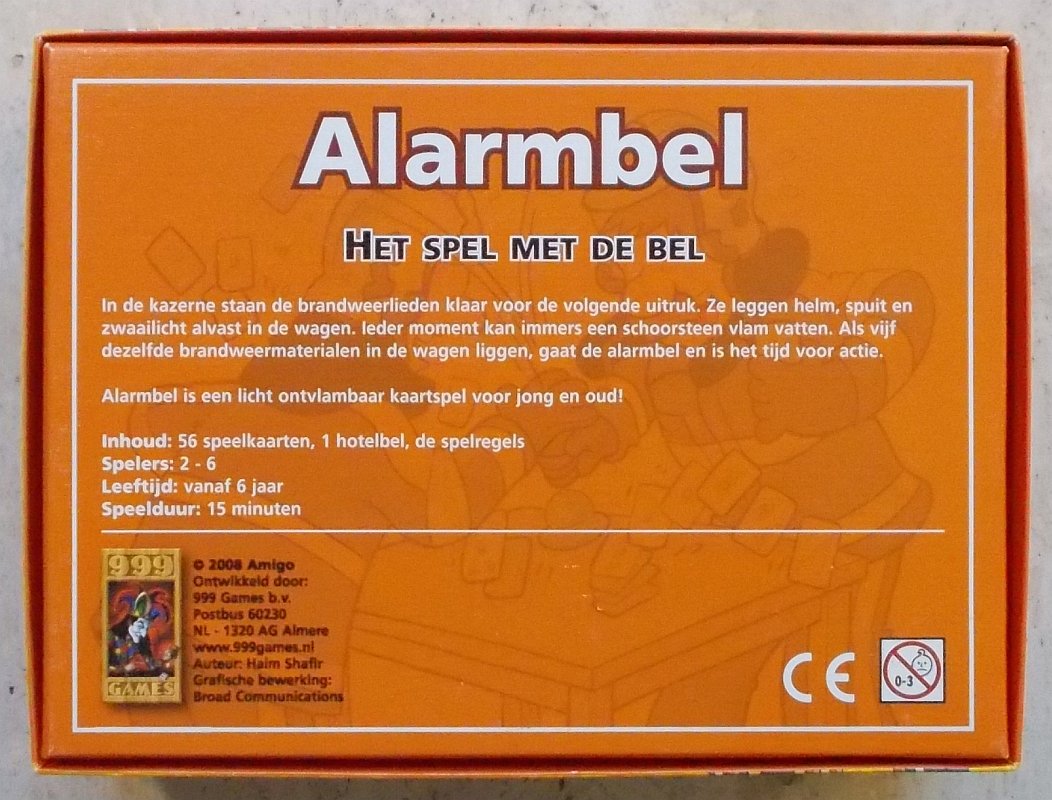 Alarmbel
HET SPEL MET DE BEL
In de kazerne staan de brandweerlieden klaar voor de volgende uitruk. Ze leggen helm, spuit en
zwaailicht alvast in de wagen. Ieder moment kan immers een schoorsteen vlam vatten. Als vijf
dezelfde brandweermaterialen in de wagen liggen, gaat de alarmbel en is het tijd voor actie.
Alarmbel is een licht ontvlambaar kaartspel voor jong en oud!
Inhoud: 56 speelkaarten, 1 hotelbel, de spelregels
Spelers: 2 - 6
Leeftijd: vanaf 6 jaar
Speelduur: 15 minuten
999
GAMES
© 2008 Amigo
Ontwikkeld door:
999 Games b.v.
Postbus 60230
NL - 1320 AG Almere
www.999games.nl
Auteur: Haim Shafir
Grafische bewerking:
Broad Communications
CE
0-3